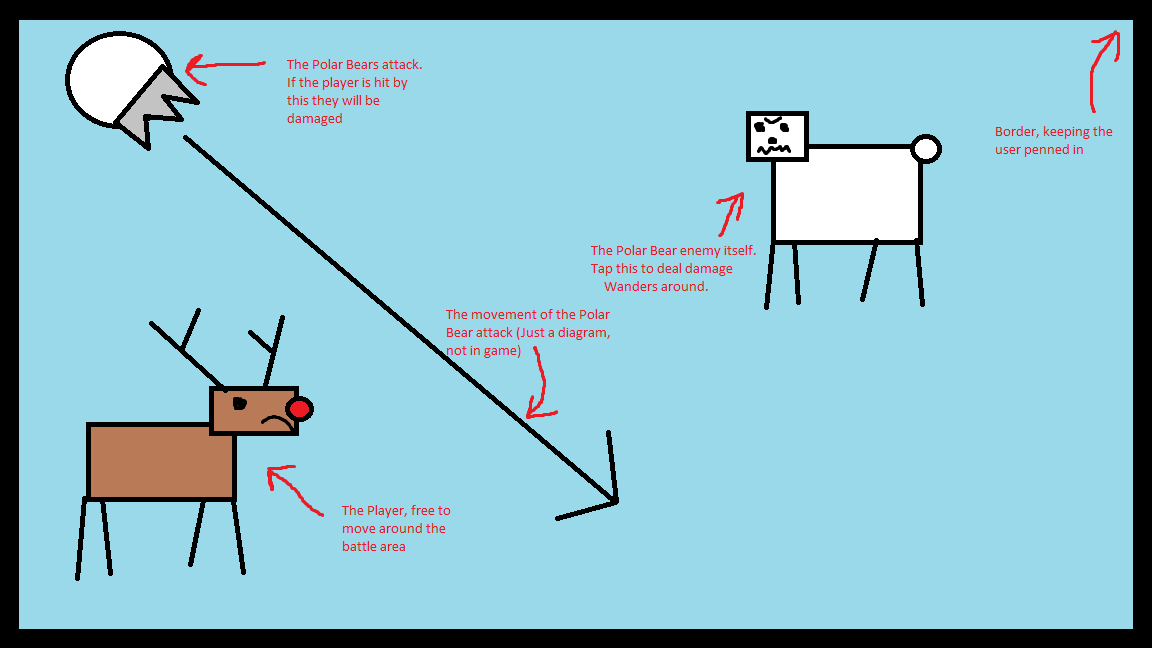 The Polar Bears attack.
If the player is hit by
this they will be
damaged
Border, keeping the
user penned in
The Polar Bear enemy itself.
Tap this to deal damage
Wanders around.
The movement of the Polar
Bear attack (Just a diagram,
not in game)
The Player, free to
move around the
battle area